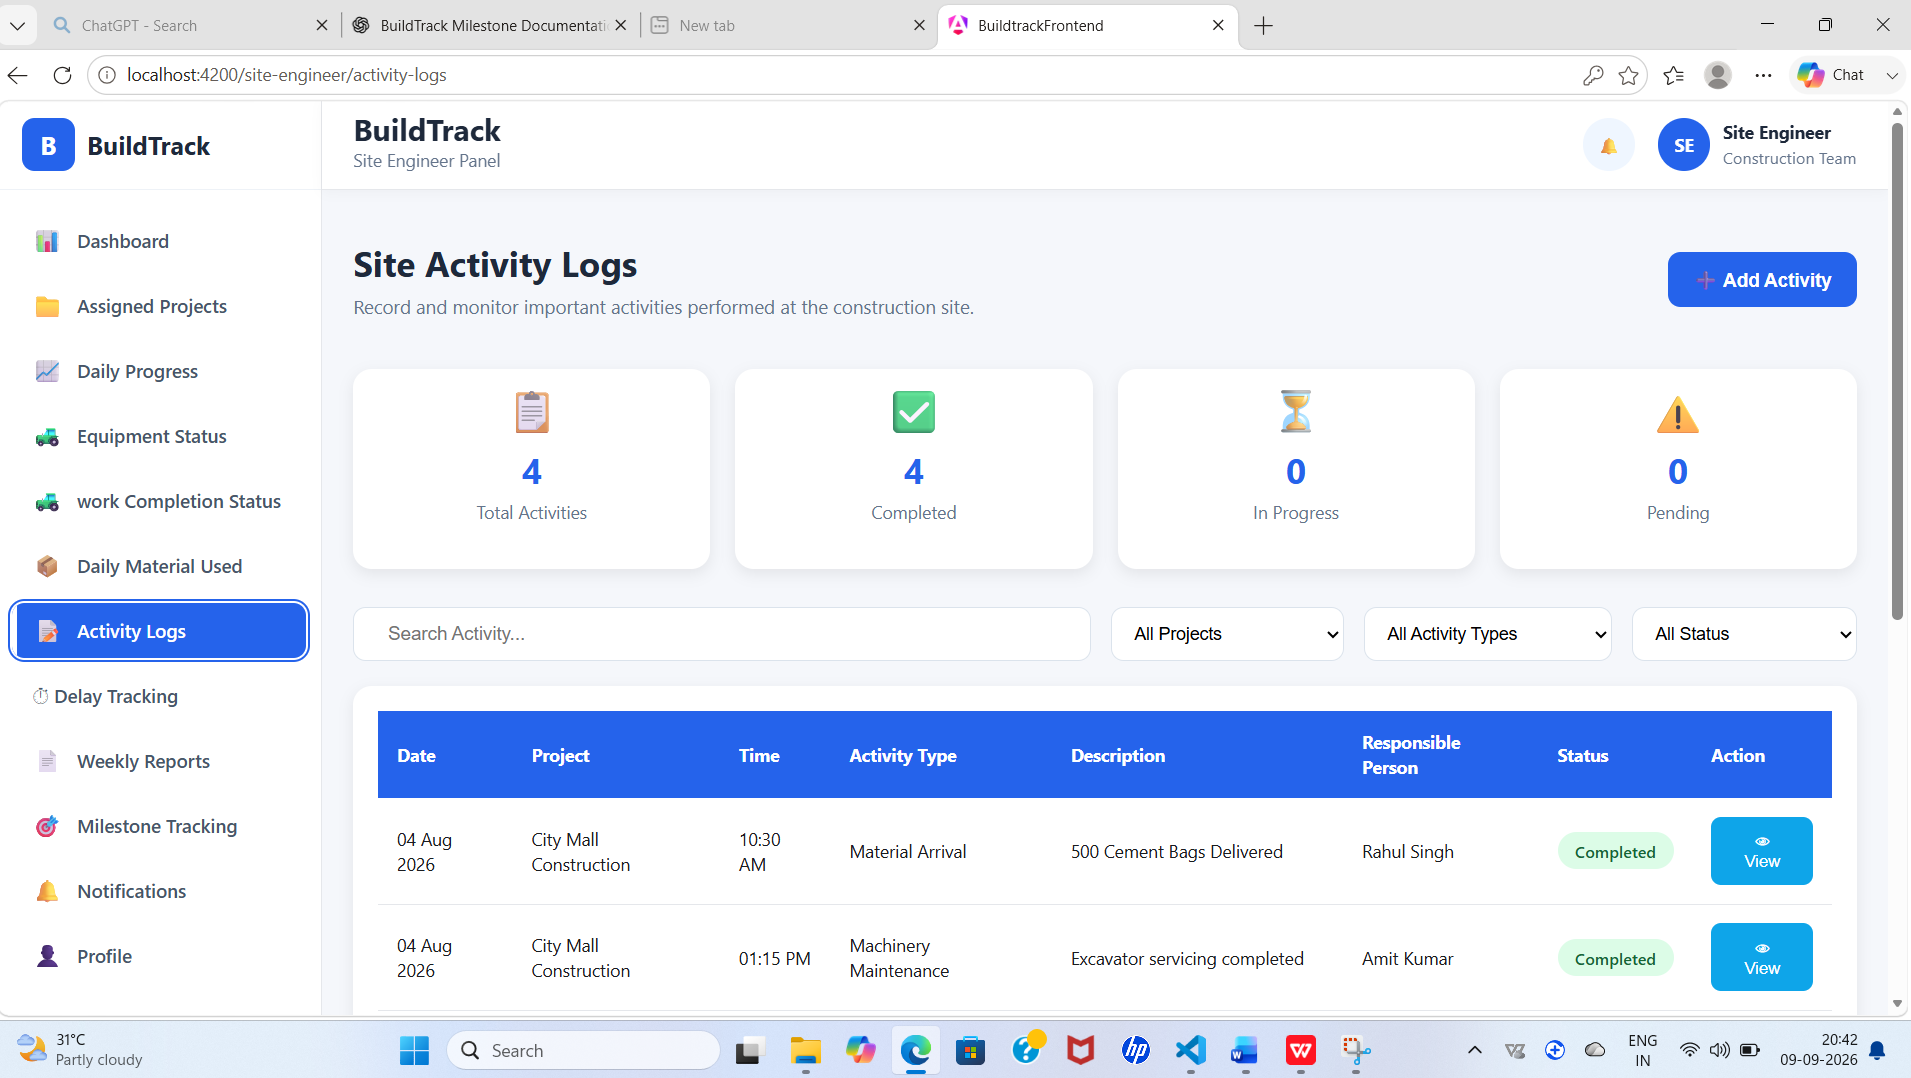 ChatGPT - Search
BuildTrack Milestone Documentatic
New tab
BuildtrackFrontend
localhost:4200/site-engineer/activity-logs
Chat
B
BuildTrack
BuildTrack
Site Engineer Panel
SE
Site Engineer
Construction Team
Dashboard
Assigned Projects
Daily Progress
Equipment Status
work Completion Status
Daily Material Used
Activity Logs
Delay Tracking
Weekly Reports
Milestone Tracking
Notifications
Profile
Site Activity Logs
Record and monitor important activities performed at the construction site.
Add Activity
4
Total Activities
4
Completed
0
In Progress
0
Pending
Search Activity...
All Projects
All Activity Types
All Status
Date
Project
Time
Activity Type
Description
Responsible
Person
Status
Action
04 Aug
2026
City Mall
Construction
10:30
AM
Material Arrival
500 Cement Bags Delivered
Rahul Singh
Completed
View
04 Aug
2026
City Mall
Construction
01:15 PM
Machinery
Maintenance
Excavator servicing completed
Amit Kumar
Completed
View
31°C
Partly cloudy
Search
ENG
IN
20:42
09-09-2026